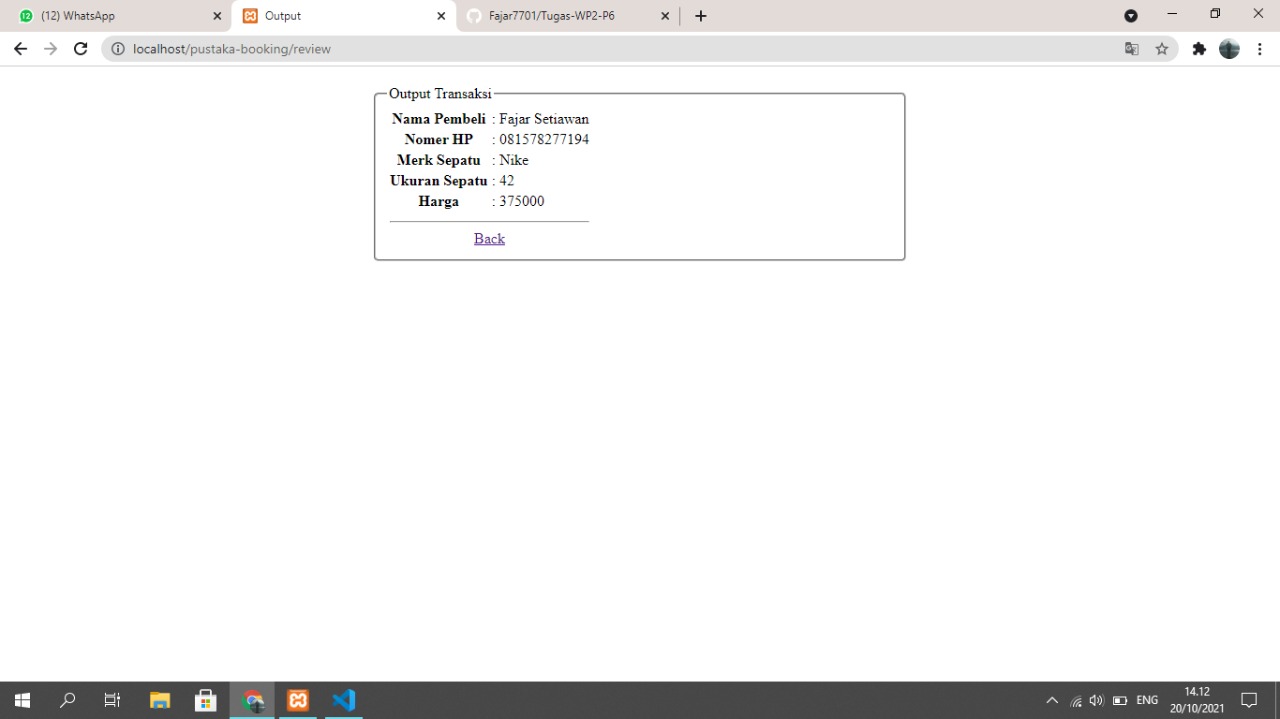 12 (12) WhatsApp
Output
Fajar7701/Tugas-WP2-P6
localhost/pustaka-booking/review
Output Transaksi
Nama Pembeli : Fajar Setiawan
Nomer HP : 081578277194
Merk Sepatu : Nike
Ukuran Sepatu : 42
Harga : 375000
Back
ENG
14.12
20/10/2021